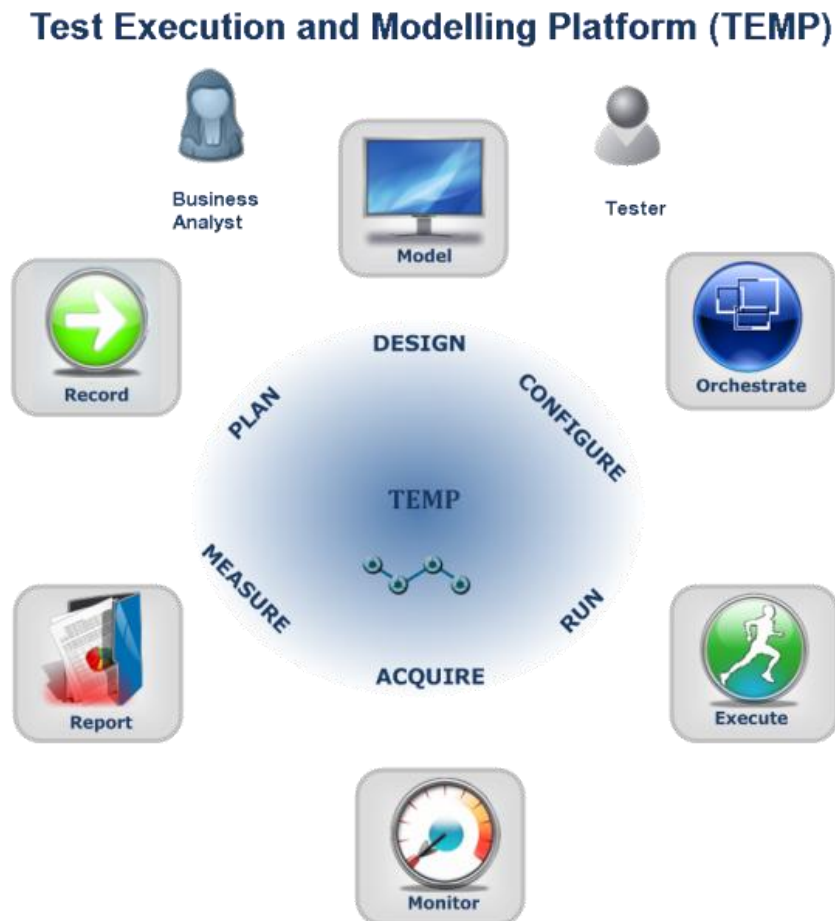 Test Execution and Modelling Platform (TEMP)
Business
Analyst
Tester
Model
Record
Orchestrate
DESIGN
PLAN
CONFIGURE
TEMP
MEASURE
RUN
ACQUIRE
Report
Execute
Monitor